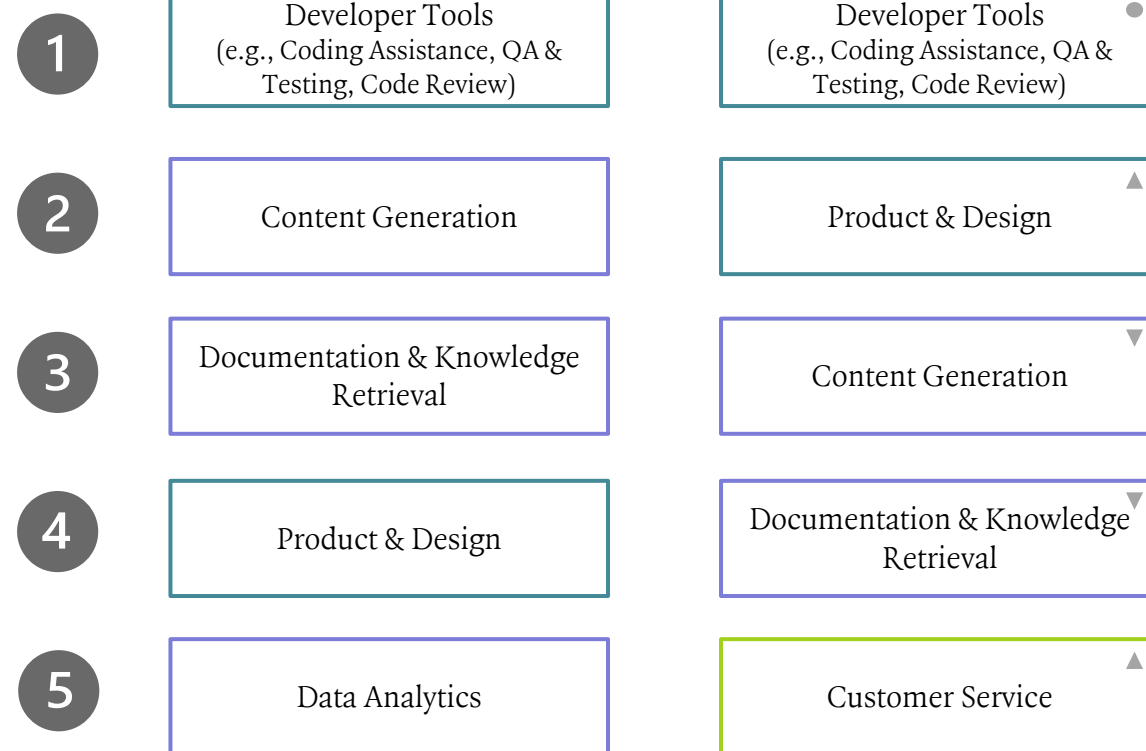 1
Developer Tools
(e.g., Coding Assistance, QA &
Testing, Code Review)
Developer Tools
(e.g., Coding Assistance, QA &
Testing, Code Review)
2
Content Generation
Product & Design
3
Documentation & Knowledge
Retrieval
Content Generation
4
Product & Design
Documentation & Knowledge
Retrieval
5
Data Analytics
Customer Service